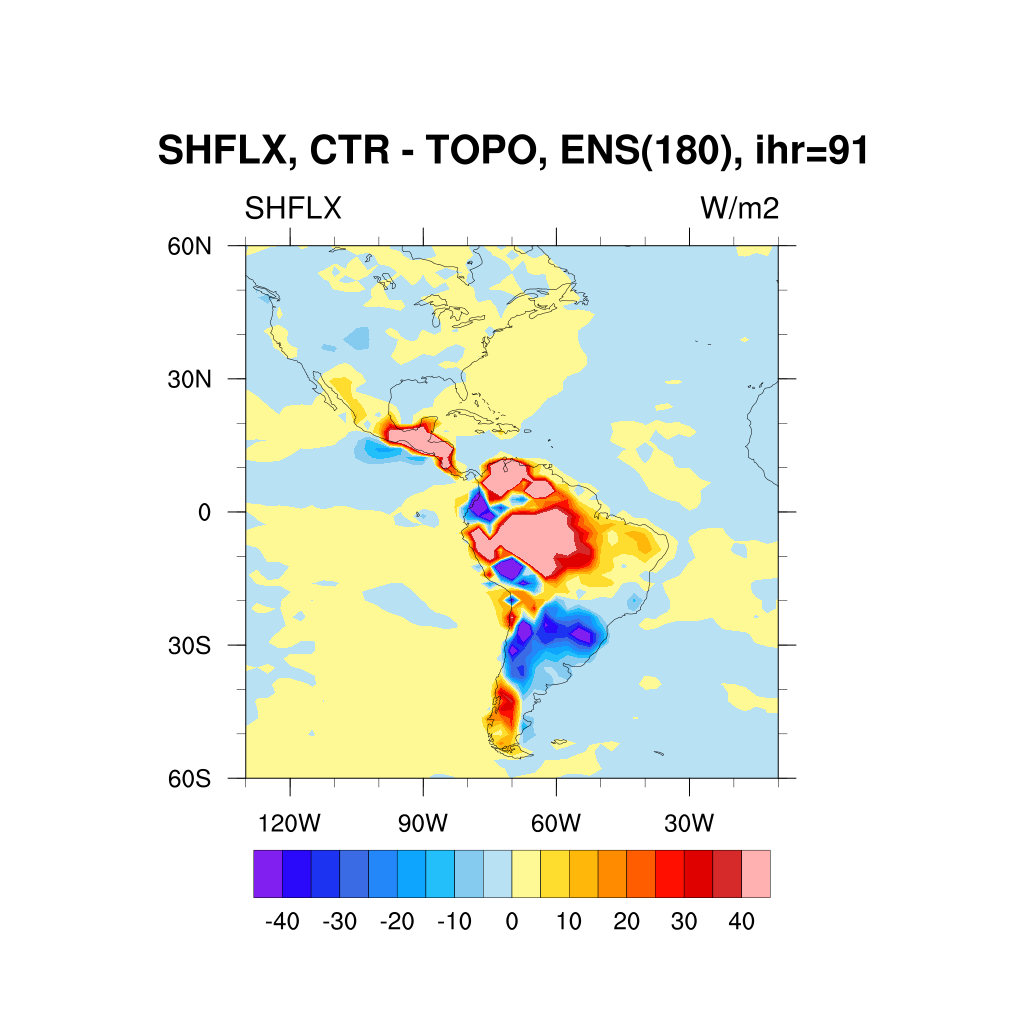 SHFLX, CTR - TOPO, ENS(180), ihr=91
SHFLX W/m2
60N
30N
0
30S
60S
120W 90W 60W 30W
-40 -30 -20 -10 0 10 20 30 40